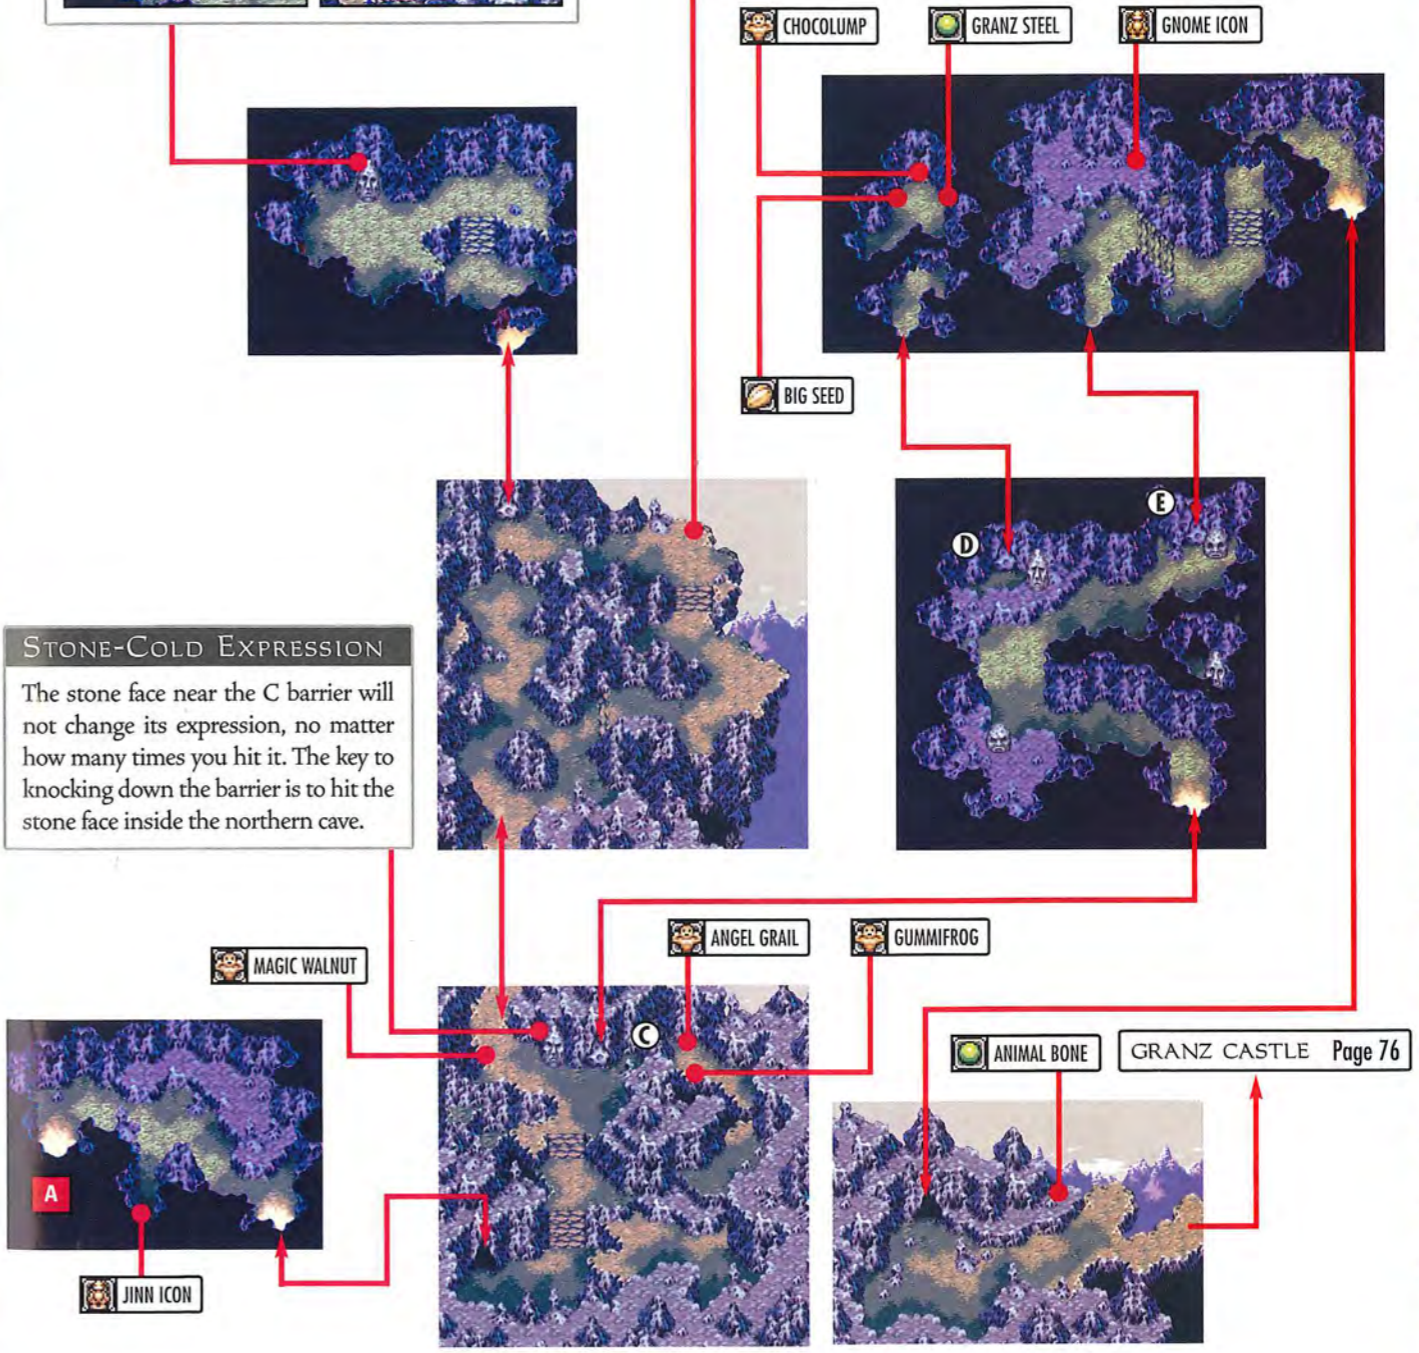 CHOCOLUMP
GRANZ STEEL
GNOME ICON
BIG SEED
E
D
STONE-COLD EXPRESSION
The stone face near the C barrier will
not change its expression, no matter
how many times you hit it. The key to
knocking down the barrier is to hit the
stone face inside the northern cave.
ANGEL GRAIL
GUMMIFROG
MAGIC WALNUT
C
ANIMAL BONE
GRANZ CASTLE Page 76
A
JINN ICON